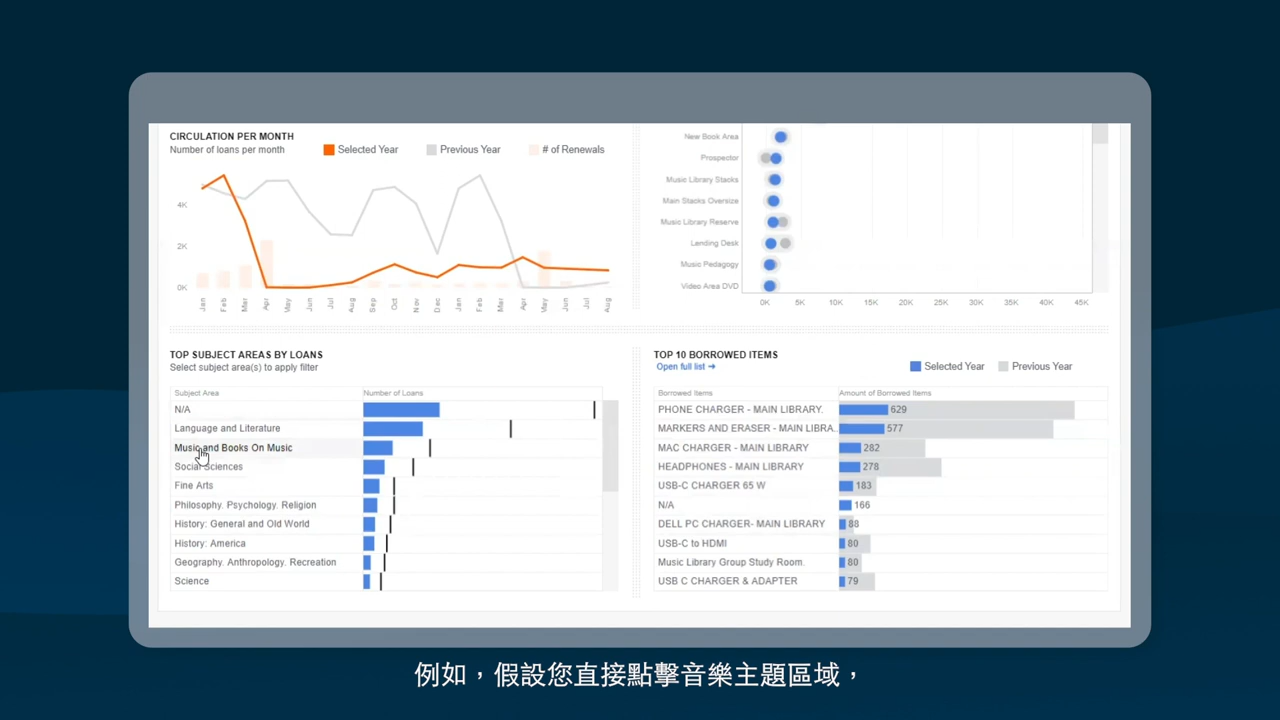 CIRCULATION PER MONTH
Number of loans per month
Selected Year
Previous Year
# of Renewals
4K
2K
0K
Jan Feb Mar Apr May Jun Jul Aug Sep Oct Nov Dec Jan Feb Mar Apr May Jun Jul Aug
New Book Area
Prospector
Music Library Stacks
Main Stacks Oversize
Music Library Reserve
Lending Desk
Music Pedagogy
Video Area DVD
0K 5K 10K 15K 20K 25K 30K 35K 40K 45K
TOP SUBJECT AREAS BY LOANS
Select subject area(s) to apply filter
Subject Area Number of Loans
N/A
Language and Literature
Music and Books On Music
Social Sciences
Fine Arts
Philosophy. Psychology. Religion
History: General and Old World
History: America
Geography. Anthropology. Recreation
Science
TOP 10 BORROWED ITEMS
Open full list →
Selected Year
Previous Year
Borrowed Items Amount of Borrowed Items
PHONE CHARGER - MAIN LIBRARY. 629
MARKERS AND ERASER - MAIN LIBRA.. 577
MAC CHARGER - MAIN LIBRARY 282
HEADPHONES - MAIN LIBRARY 278
USB-C CHARGER 65 W 183
N/A 166
DELL PC CHARGER- MAIN LIBRARY 88
USB-C to HDMI 80
Music Library Group Study Room. 80
USB C CHARGER & ADAPTER 79
例如，假設您直接點擊音樂主題區域，